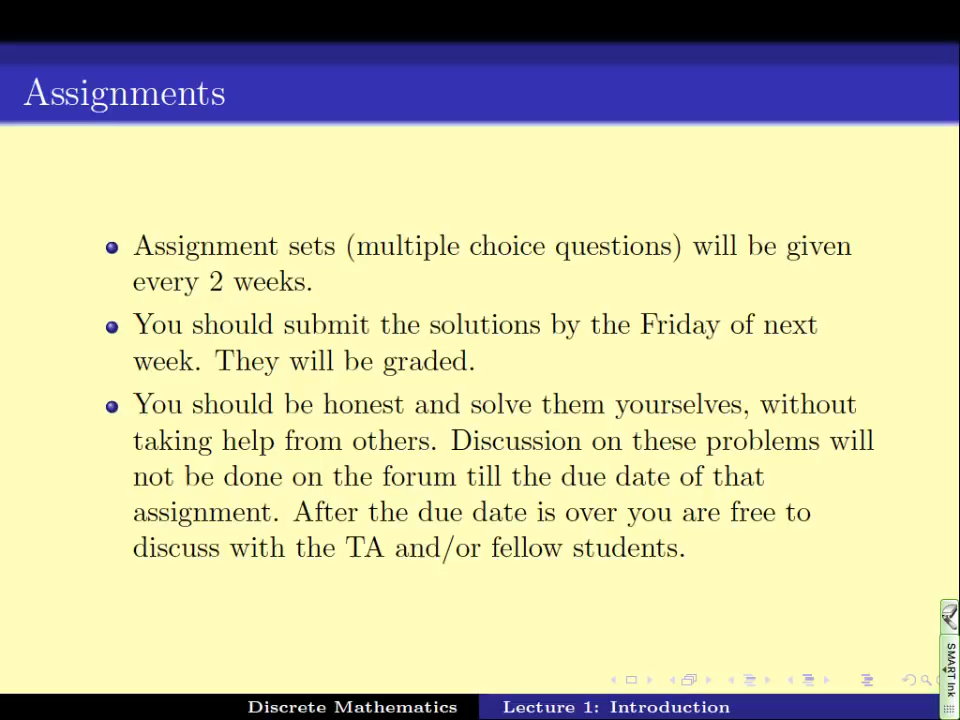 Assignments
Assignment sets (multiple choice questions) will be given
every 2 weeks.
You should submit the solutions by the Friday of next
week. They will be graded.
You should be honest and solve them yourselves, without
taking help from others. Discussion on these problems will
not be done on the forum till the due date of that
assignment. After the due date is over you are free to
discuss with the TA and/or fellow students.
SMART Ink
Discrete Mathematics
Lecture 1: Introduction